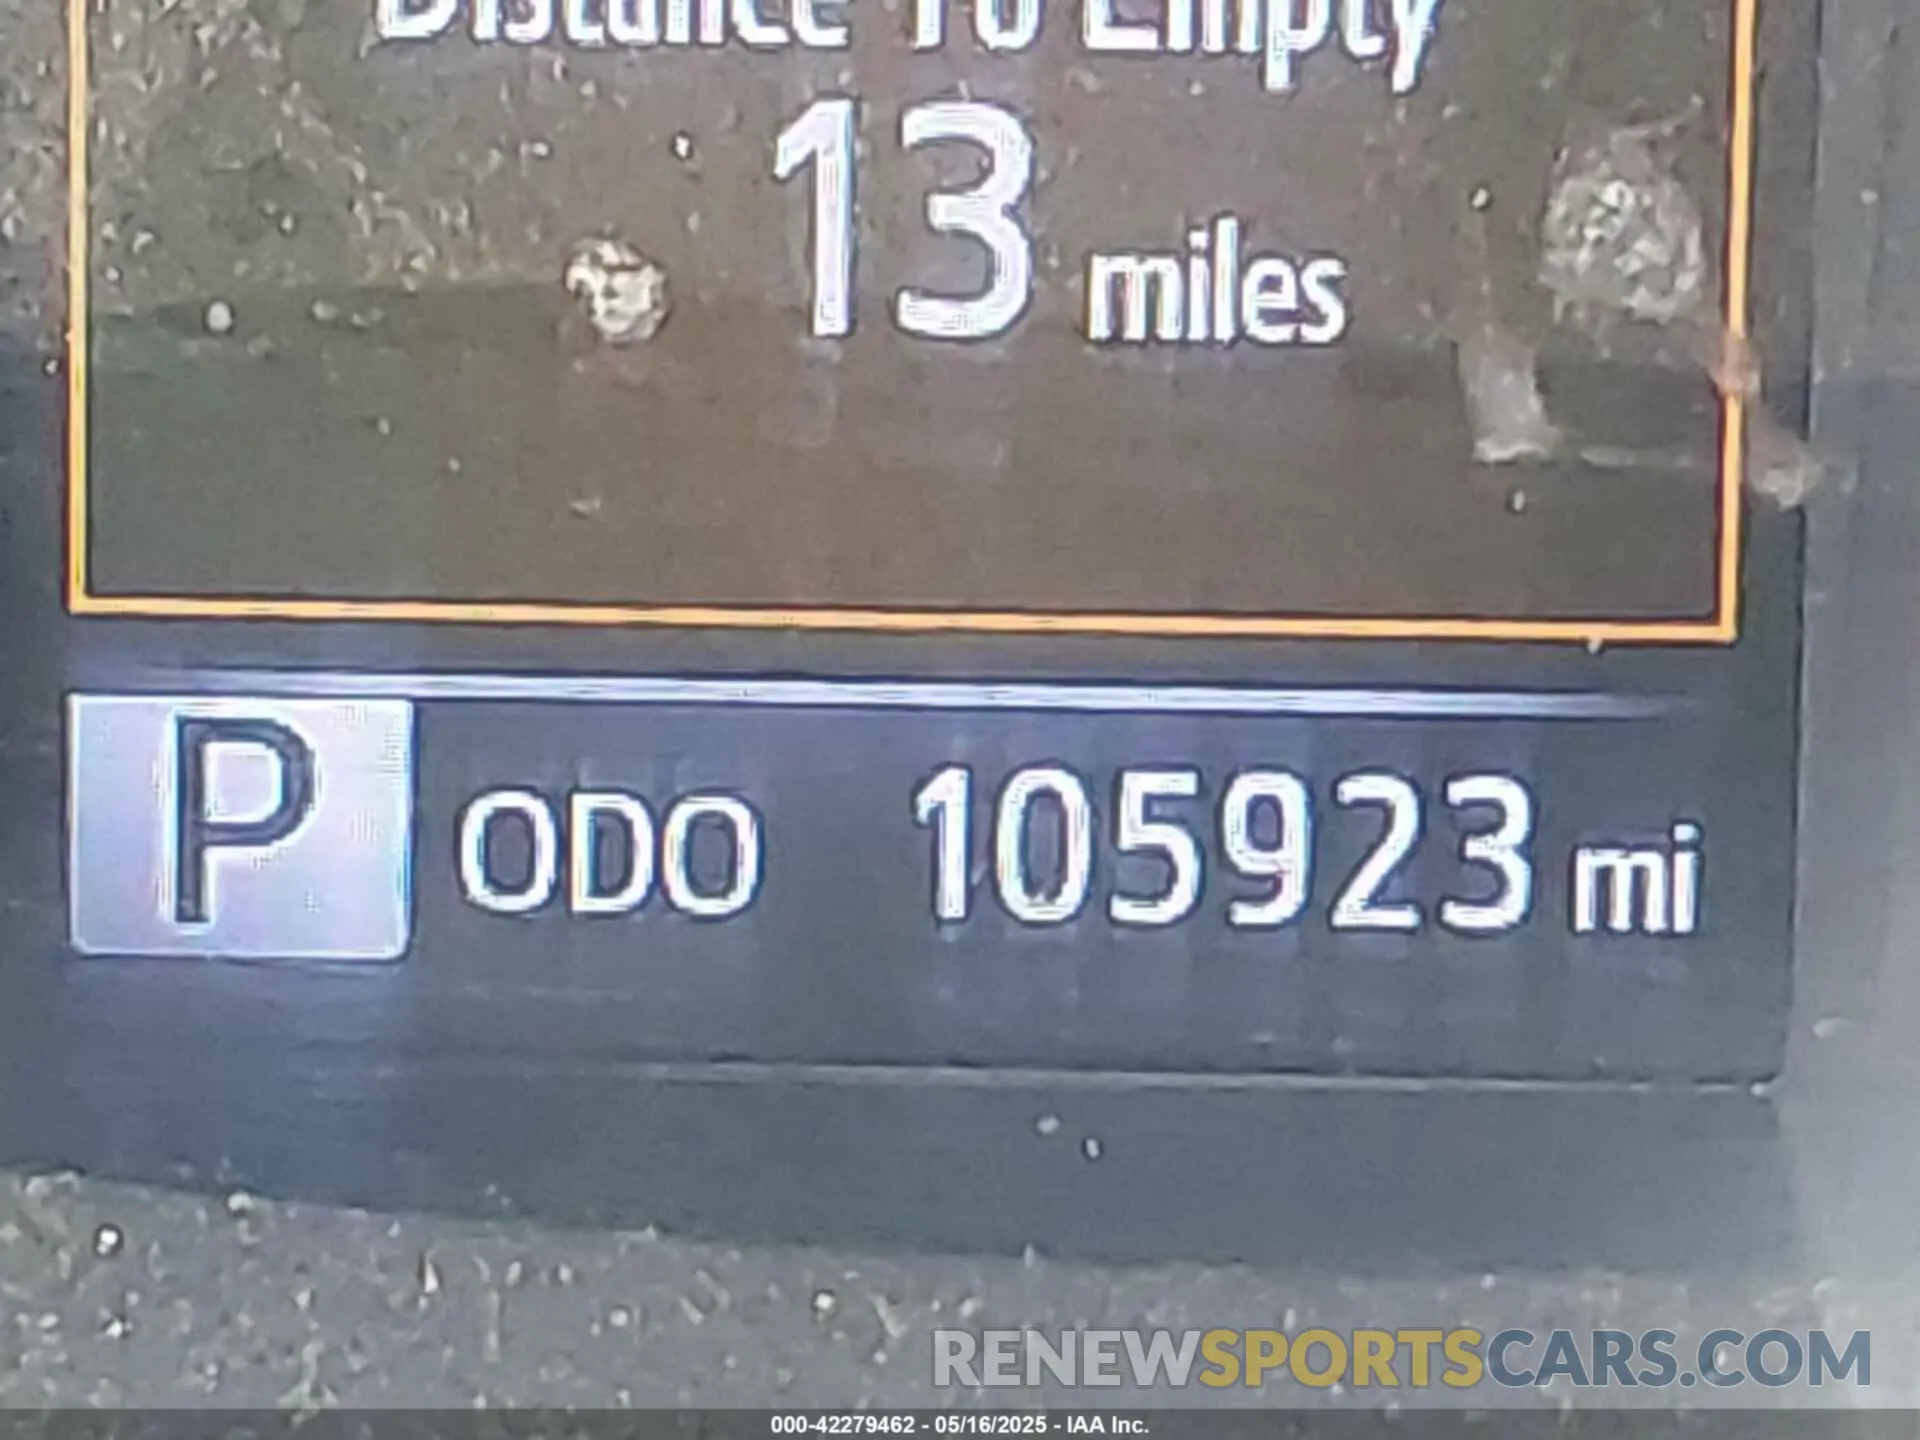 Distance To Empty
13 miles
P ODO 105923 mi
RENEWSPORTSCARS.COM
000-42279462 - 05/16/2025 - IAA Inc.